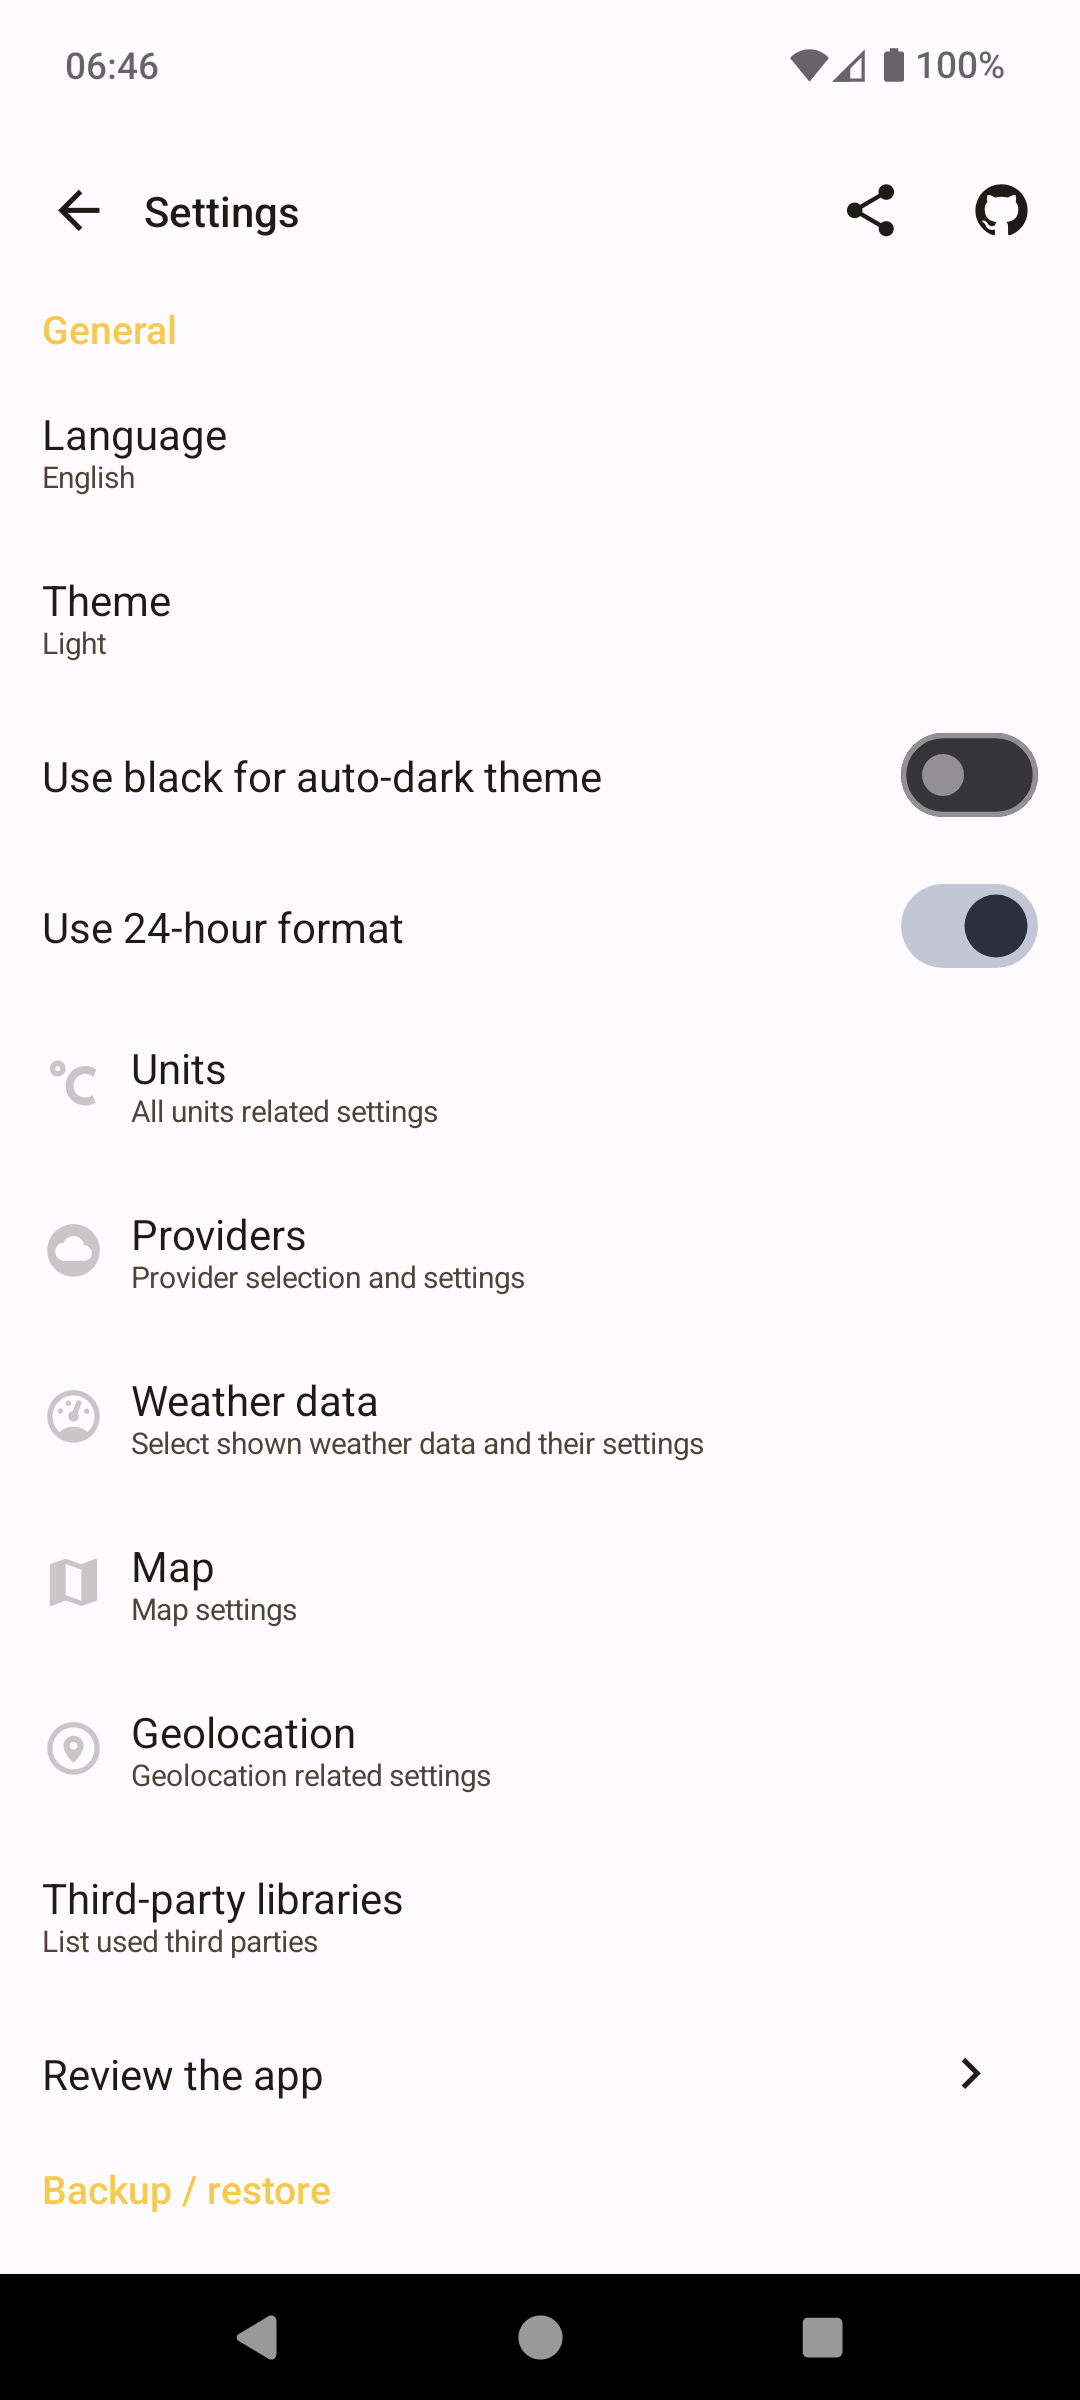 06:46
100%
Settings
General
Language
English
Theme
Light
Use black for auto-dark theme
Use 24-hour format
°C
Units
All units related settings
Providers
Provider selection and settings
Weather data
Select shown weather data and their settings
Map
Map settings
Geolocation
Geolocation related settings
Third-party libraries
List used third parties
Review the app
Backup / restore